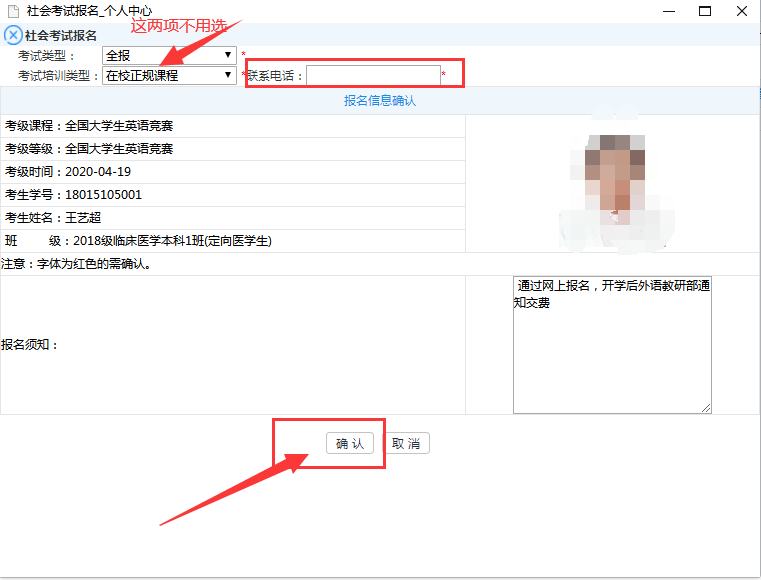 社会考试报名_个人中心
这两项不用选
社会考试报名
考试类型： 全报 *
考试培训类型： 在校正规课程 *联系电话： *
报名信息确认
考级课程：全国大学生英语竞赛
考级等级：全国大学生英语竞赛
考级时间：2020-04-19
考生学号：18015105001
考生姓名：王艺超
班 级：2018级临床医学本科1班(定向医学生)
注意：字体为红色的需确认。
通过网上报名，开学后外语教研部通
知交费
报名须知：
确 认 取 消